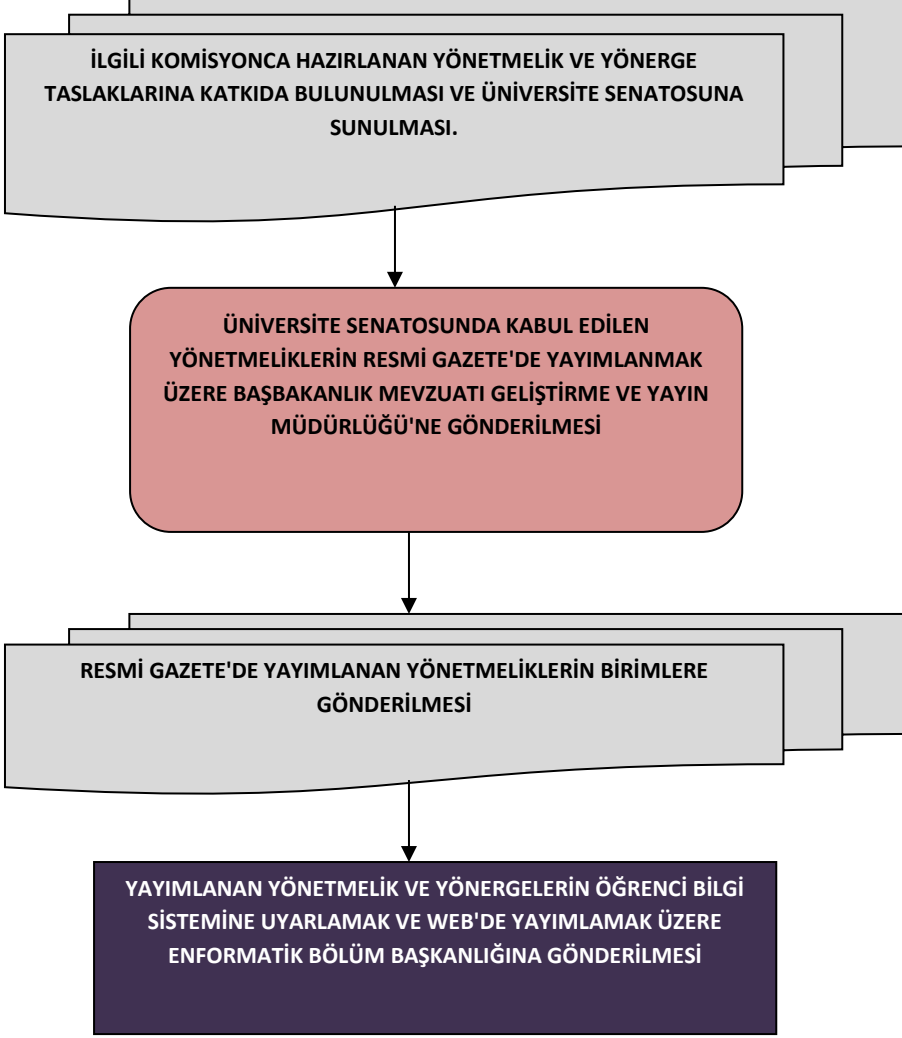 İLGİLİ KOMİSYONCA HAZIRLANAN YÖNETMELİK VE YÖNERGE
TASLAKLARINA KATKIDA BULUNULMASI VE ÜNİVERSİTE SENATOSUNA
SUNULMASI.
ÜNİVERSİTE SENATOSUNDA KABUL EDİLEN
YÖNETMELİKLERİN RESMİ GAZETE'DE YAYIMLANMAK
ÜZERE BAŞBAKANLIK MEVZUATI GELİŞTİRME VE YAYIN
MÜDÜRLÜĞÜ'NE GÖNDERİLMESİ
RESMİ GAZETE'DE YAYIMLANAN YÖNETMELİKLERİN BİRİMLERE
GÖNDERİLMESİ
YAYIMLANAN YÖNETMELİK VE YÖNERGELERİN ÖĞRENCİ BİLGİ
SİSTEMİNE UYARLAMAK VE WEB'DE YAYIMLAMAK ÜZERE
ENFORMATİK BÖLÜM BAŞKANLIĞINA GÖNDERİLMESİ